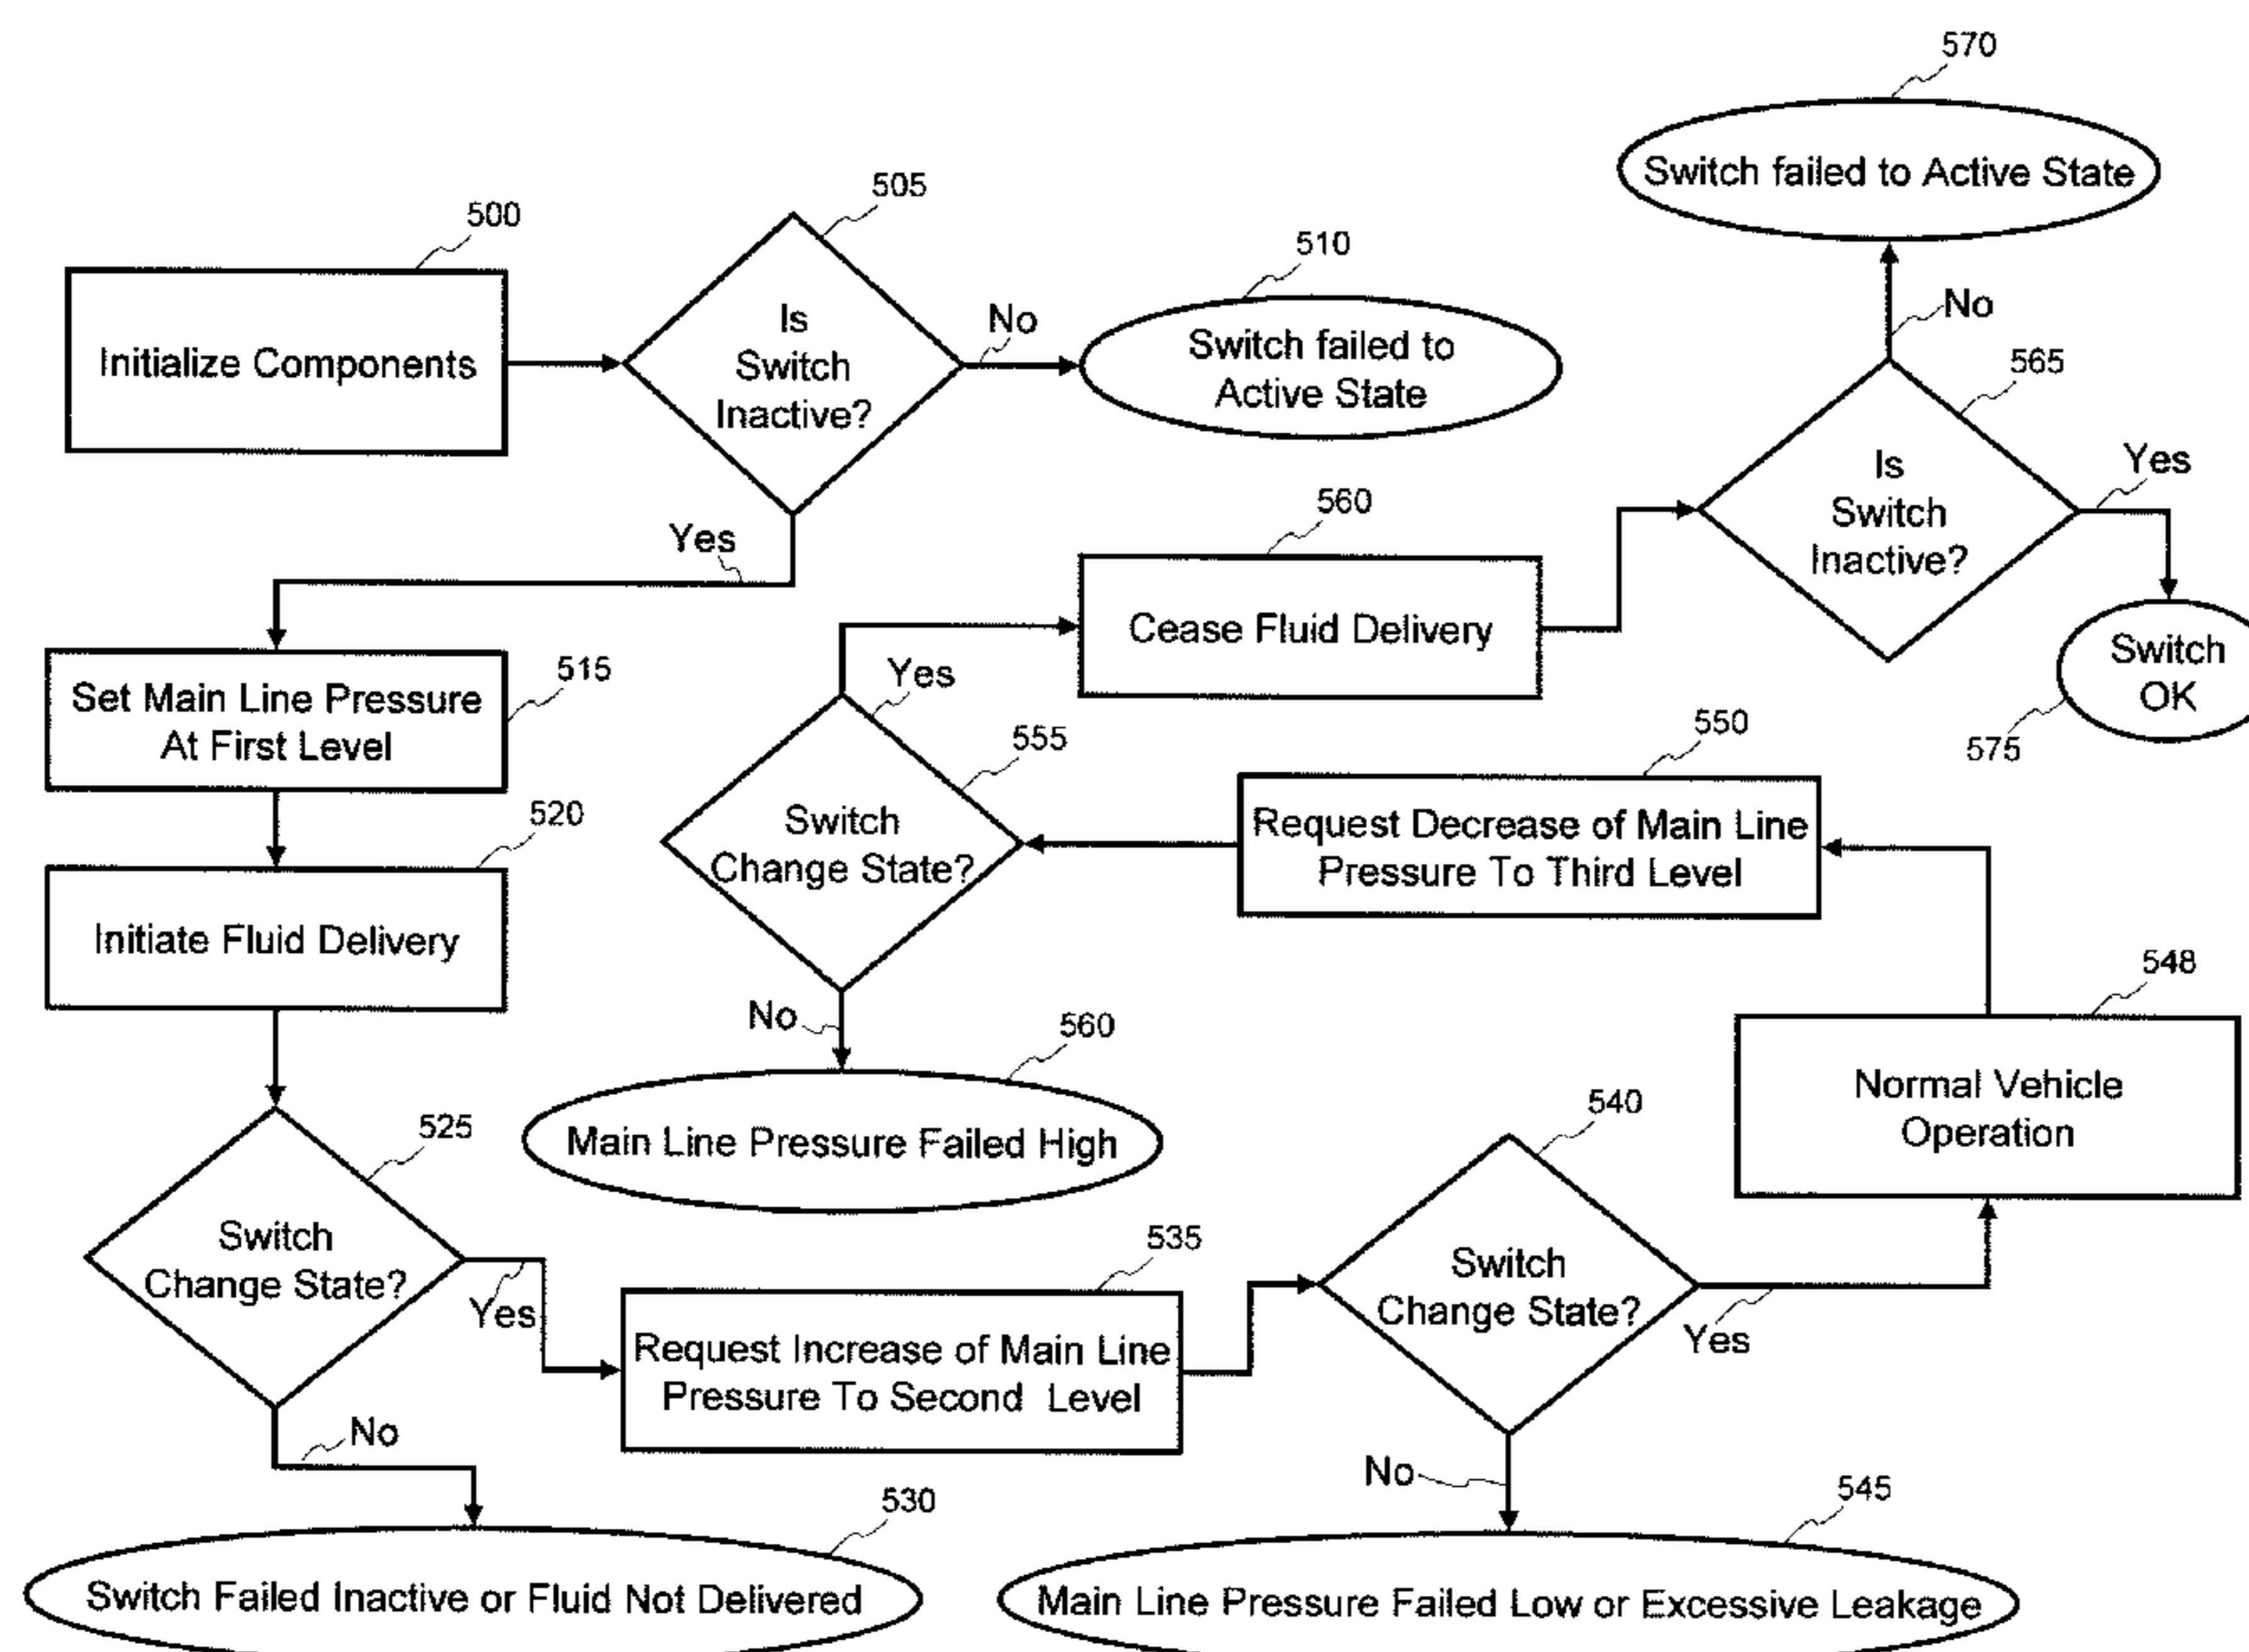 500
Initialize Components
505
Is
Switch
Inactive?
No
510
Switch failed to
Active State
Yes
515
Set Main Line Pressure
At First Level
520
Initiate Fluid Delivery
525
Switch
Change State?
No
530
Switch Failed Inactive or Fluid Not Delivered
Yes
535
Request Increase of Main Line
Pressure To Second Level
540
Switch
Change State?
No
545
Main Line Pressure Failed Low or Excessive Leakage
Yes
548
Normal Vehicle
Operation
550
Request Decrease of Main Line
Pressure To Third Level
555
Switch
Change State?
No
560
Main Line Pressure Failed High
Yes
560
Cease Fluid Delivery
565
Is
Switch
Inactive?
No
570
Switch failed to Active State
Yes
Switch
OK
575